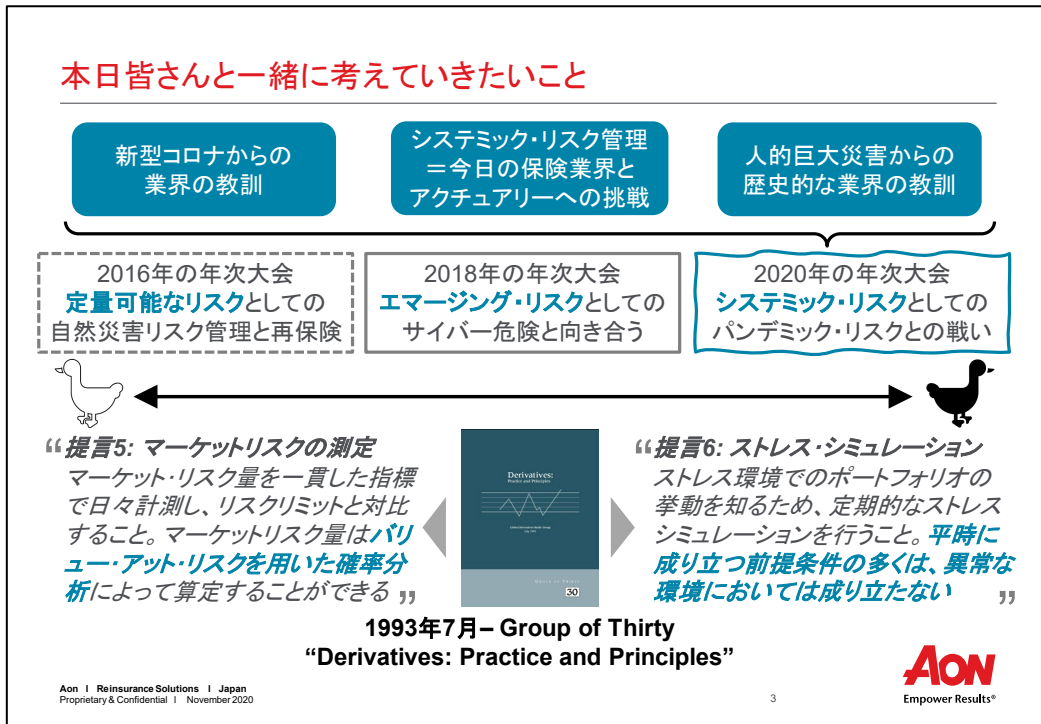 本日皆さんと一緒に考えていきたいこと
新型コロナからの
業界の教訓
システミック・リスク管理
＝今日の保険業界と
アクチュアリーへの挑戦
人的巨大災害からの
歴史的な業界の教訓
2016年の年次大会
定量可能なリスクとしての
自然災害リスク管理と再保険
2018年の年次大会
エマージング・リスクとしての
サイバー危険と向き合う
2020年の年次大会
システミック・リスクとしての
パンデミック・リスクとの戦い
“提言5: マーケットリスクの測定
マーケット・リスク量を一貫した指標
で日々計測し、リスクリミットと対比
すること。マーケットリスク量はバリ
ュー・アット・リスクを用いた確率分
析によって算定することができる”
Derivatives:
Practice and Principles
GROUP OF THIRTY
30
“提言6: ストレス・シミュレーション
ストレス環境でのポートフォリオの
挙動を知るため、定期的なストレス
シミュレーションを行うこと。平時に
成り立つ前提条件の多くは、異常な
環境においては成り立たない”
1993年7月– Group of Thirty
“Derivatives: Practice and Principles”
Aon I Reinsurance Solutions I Japan
Proprietary & Confidential I November 2020
3
AON
Empower Results®